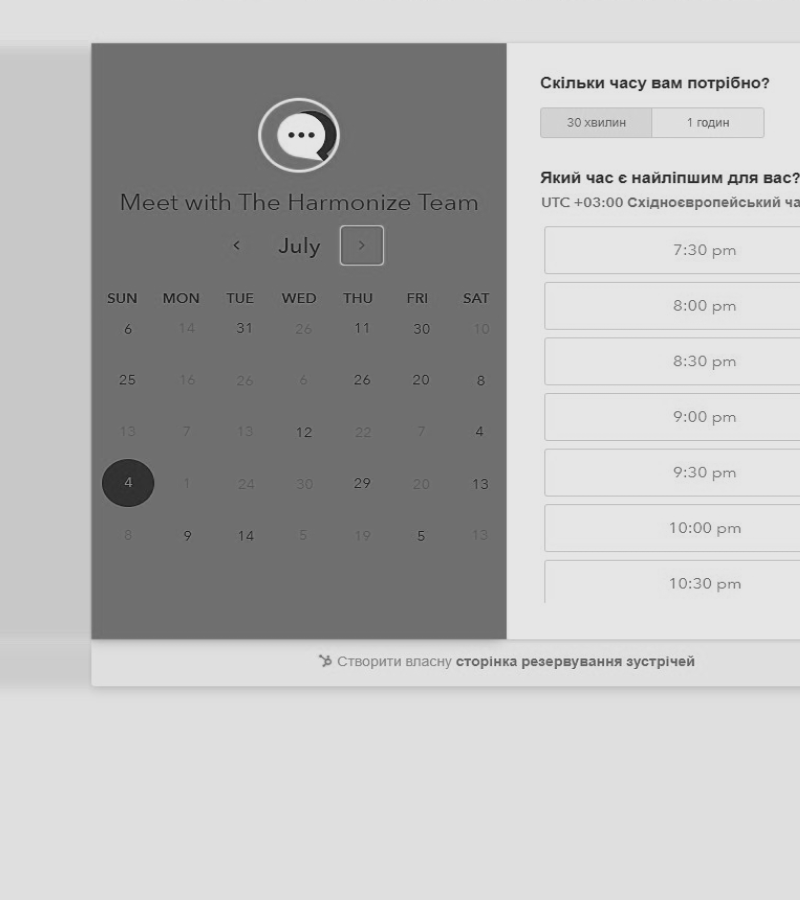 Meet with The Harmonize Team
July
SUN MON TUE WED THU FRI SAT
6 14 31 26 11 30 10
25 16 26 6 26 20 8
13 7 13 12 22 7 4
4 1 24 30 29 20 13
8 9 14 5 19 5 13
Скільки часу вам потрібно?
30 хвилин 1 годин
Який час є найліпшим для вас?
UTC +03:00 Східноєвропейський ча
7:30 pm
8:00 pm
8:30 pm
9:00 pm
9:30 pm
10:00 pm
10:30 pm
Створити власну сторінка резервування зустрічей